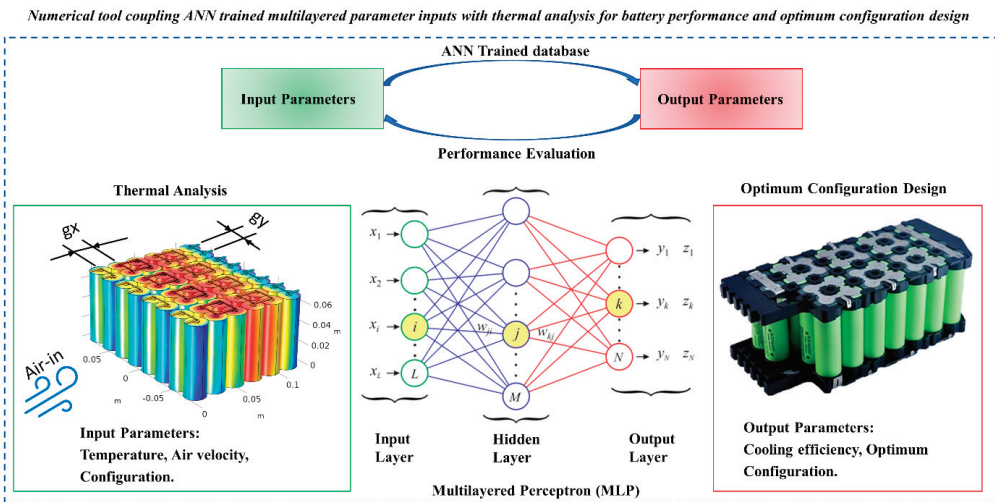 Numerical tool coupling ANN trained multilayered parameter inputs with thermal analysis for battery performance and optimum configuration design
ANN Trained database
Input Parameters
Output Parameters
Performance Evaluation
Thermal Analysis
gx
gy
0.06
0.04
m
0.02
0
0.05
0
-0.05
m
0.1
0.05
m
0
Air-in
Input Parameters:
Temperature, Air velocity,
Configuration.
x1
x2
xi
i
xL
L
wji
j
wkj
M
y1 z1
k
yk zk
N
yN zN
Input
Layer
Hidden
Layer
Output
Layer
Multilayered Perceptron (MLP)
Optimum Configuration Design
Output Parameters:
Cooling efficiency, Optimum
Configuration.